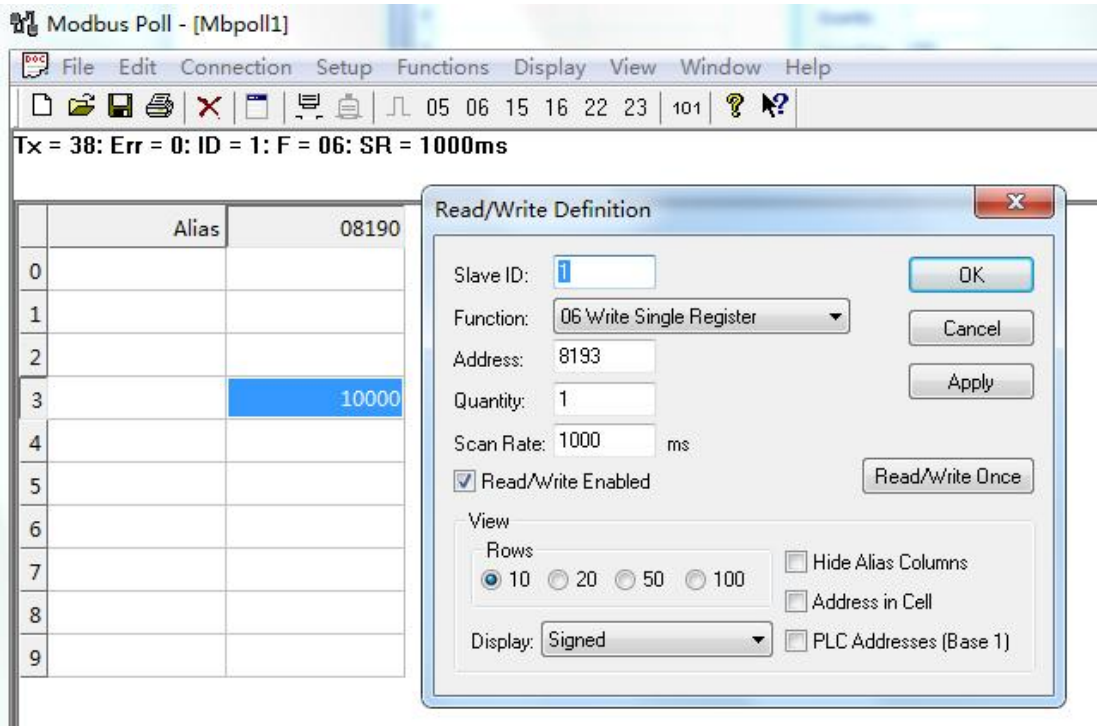 Modbus Poll - [Mbpoll1]
DOC File Edit Connection Setup Functions Display View Window Help
05 06 15 16 22 23 101 ? ?
Tx = 38: Err = 0: ID = 1: F = 06: SR = 1000ms
Alias 08190
0
1
2
3 10000
4
5
6
7
8
9
Read/Write Definition
Slave ID: 1 OK
Function: 06 Write Single Register Cancel
Address: 8193
Apply
Quantity: 1
Scan Rate: 1000 ms
Read/Write Enabled Read/Write Once
View
Rows
10 20 50 100 Hide Alias Columns
Address in Cell
Display: Signed PLC Addresses (Base 1)